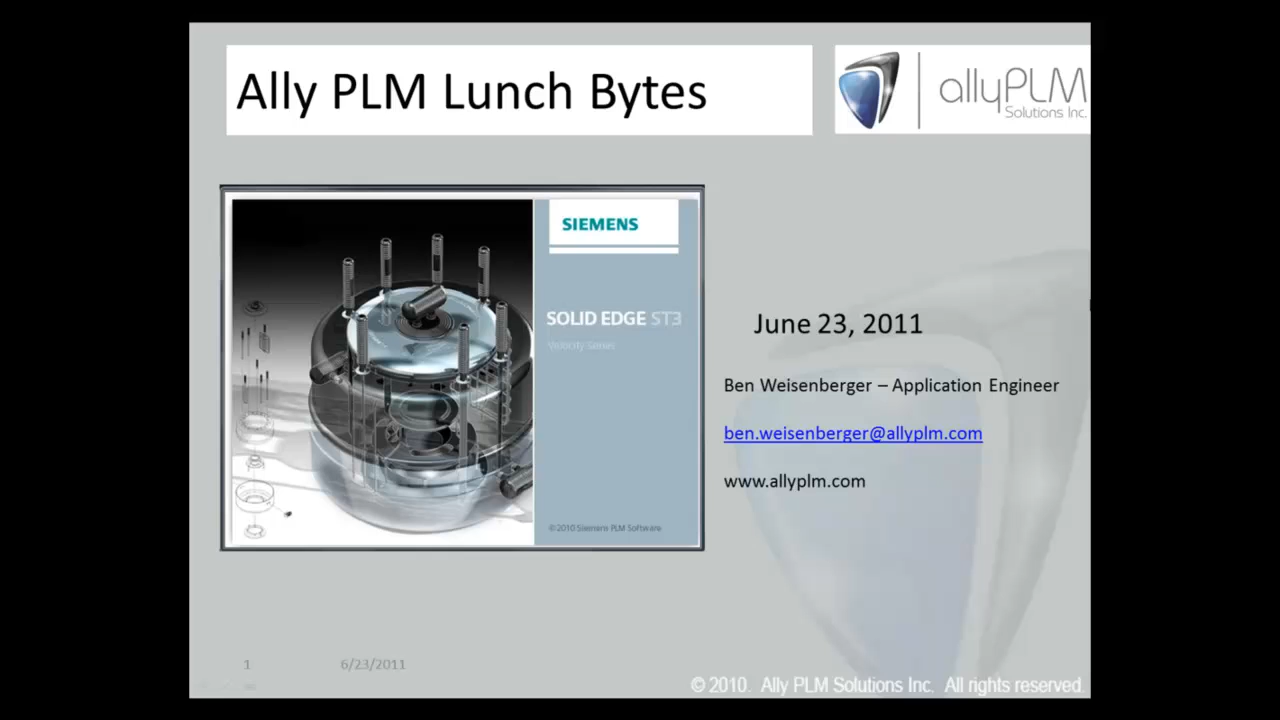 Ally PLM Lunch Bytes
allyPLM
Solutions Inc.
SIEMENS
SOLID EDGE ST3
Velocity Series
© 2010 Siemens PLM Software
June 23, 2011
Ben Weisenberger – Application Engineer
ben.weisenberger@allyplm.com
www.allyplm.com
1 6/23/2011
© 2010. Ally PLM Solutions Inc. All rights reserved.